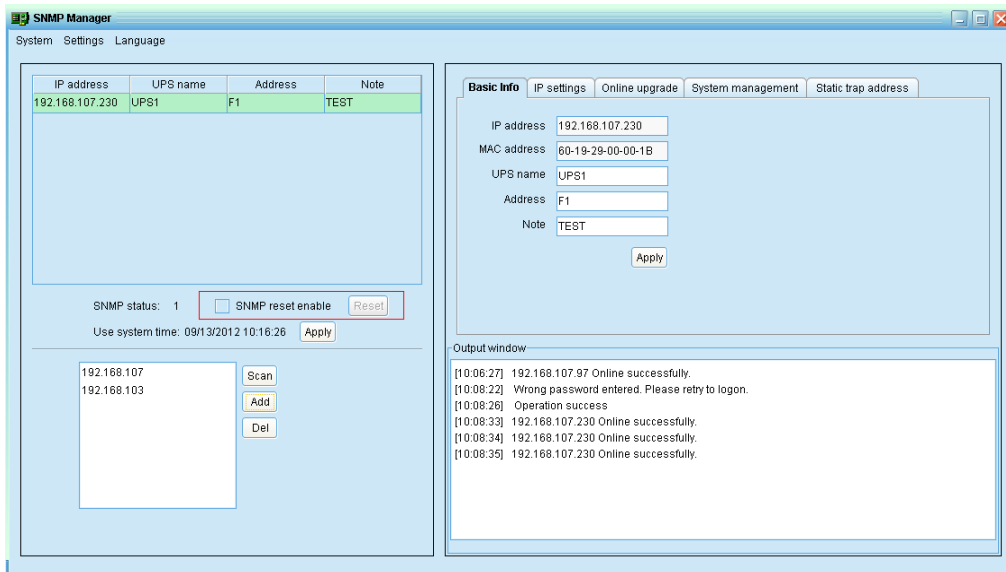 SNMP Manager
System Settings Language
IP address UPS name Address Note
192.168.107.230 UPS1 F1 TEST
SNMP status: 1 SNMP reset enable Reset
Use system time: 09/13/2012 10:16:26 Apply
192.168.107
192.168.103
Scan
Add
Del
Basic Info IP settings Online upgrade System management Static trap address
IP address 192.168.107.230
MAC address 60-19-29-00-00-1B
UPS name UPS1
Address F1
Note TEST
Apply
Output window
[10:06:27] 192.168.107.97 Online successfully.
[10:08:22] Wrong password entered. Please retry to logon.
[10:08:26] Operation success
[10:08:33] 192.168.107.230 Online successfully.
[10:08:34] 192.168.107.230 Online successfully.
[10:08:35] 192.168.107.230 Online successfully.